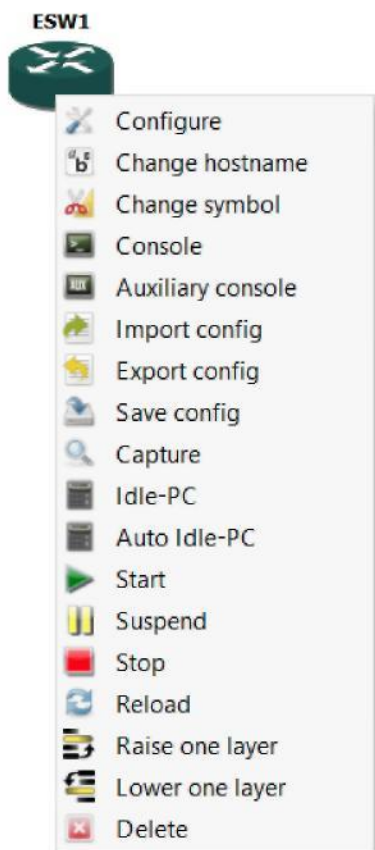 ESW1
Configure
Change hostname
Change symbol
Console
Auxiliary console
Import config
Export config
Save config
Capture
Idle-PC
Auto Idle-PC
Start
Suspend
Stop
Reload
Raise one layer
Lower one layer
Delete